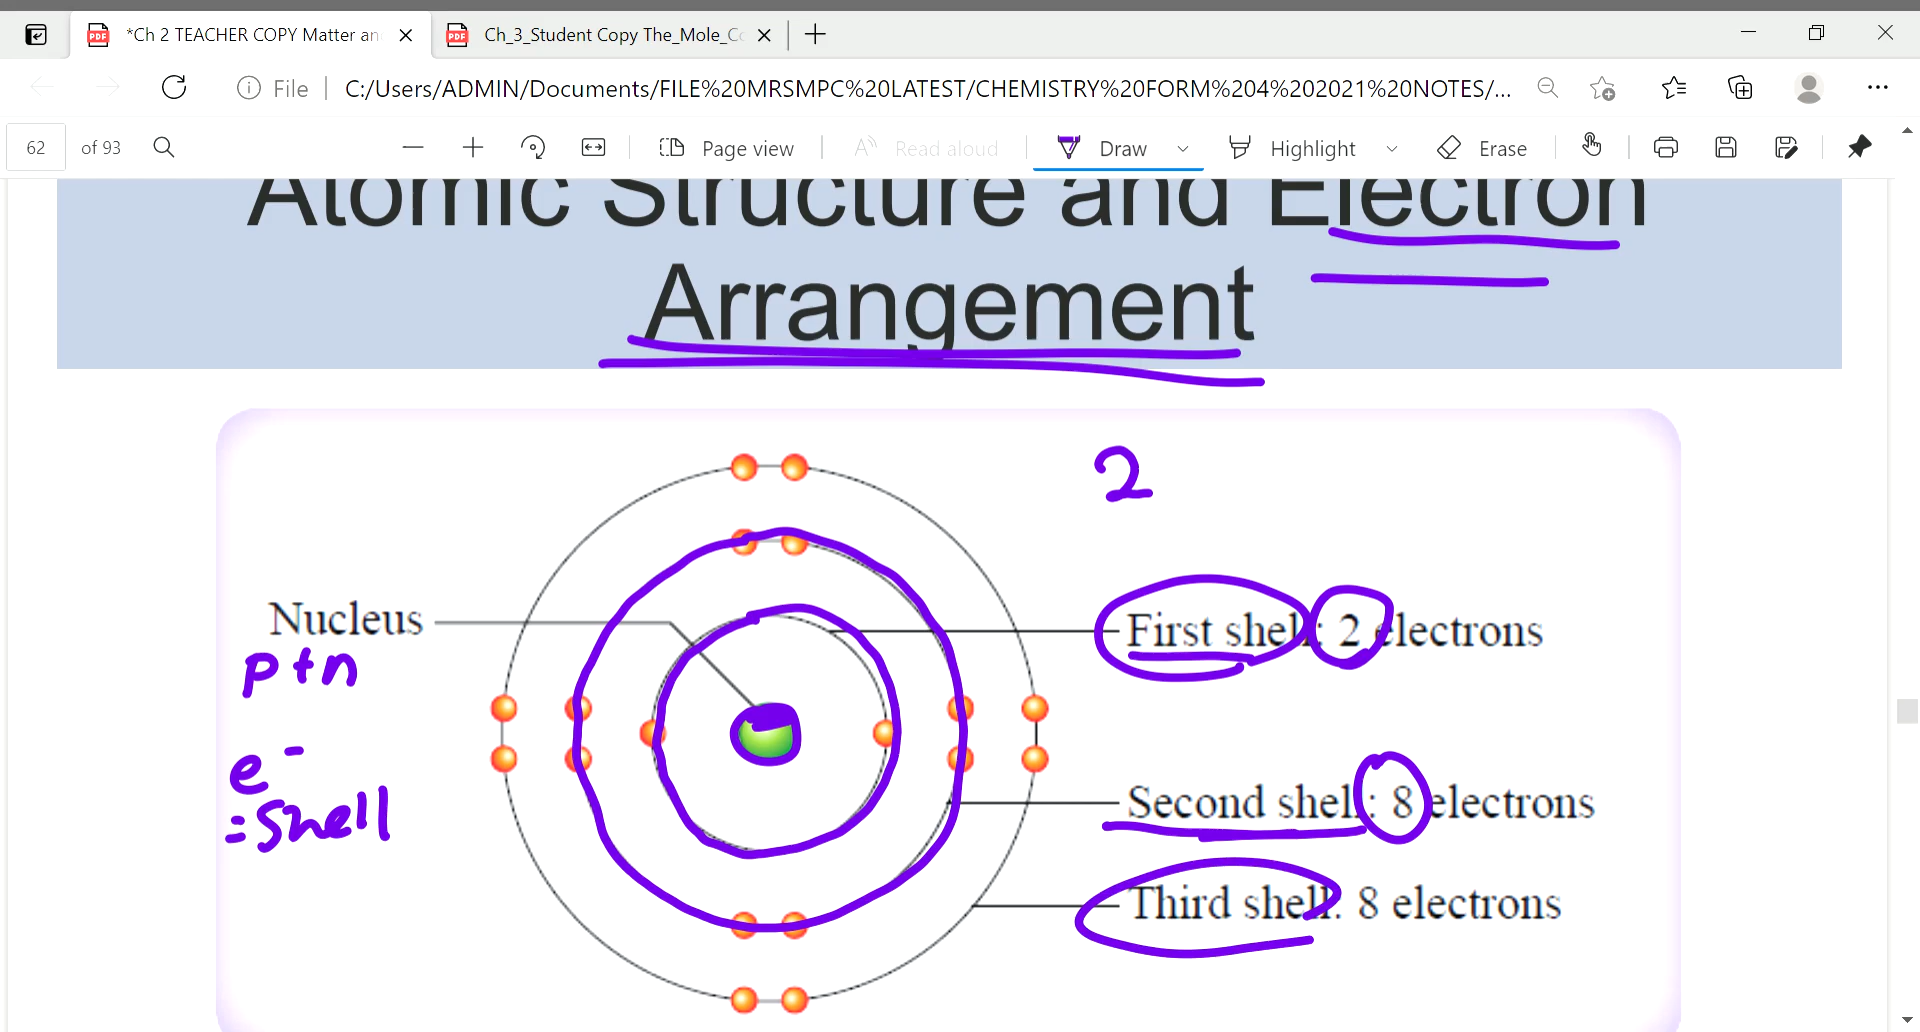 *Ch 2 TEACHER COPY Matter an
Ch_3_Student Copy The_Mole_Co
File
C:/Users/ADMIN/Documents/FILE%20MRSMPC%20LATEST/CHEMISTRY%20FORM%204%202021%20NOTES/...
62 of 93
Page view
Read aloud
Draw
Highlight
Erase
Atomic Structure and Electron
Arrangement
2
Nucleus
p+n
e-
=shell
First shell: 2 electrons
Second shell: 8 electrons
Third shell: 8 electrons